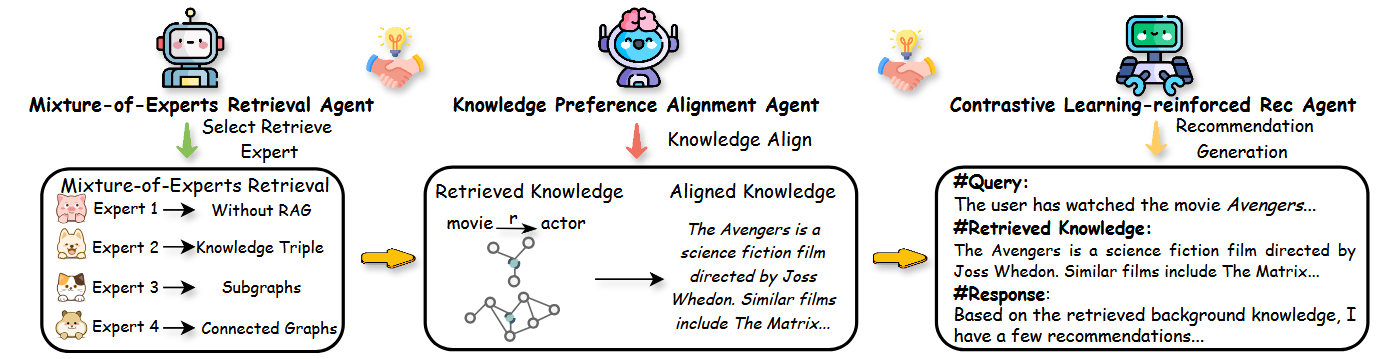 Mixture-of-Experts Retrieval Agent
Select Retrieve
Expert
Mixture-of-Experts Retrieval
Expert 1 Without RAG
Expert 2 Knowledge Triple
Expert 3 Subgraphs
Expert 4 Connected Graphs
Knowledge Preference Alignment Agent
Knowledge Align
Retrieved Knowledge
movie r actor
Aligned Knowledge
The Avengers is a
science fiction film
directed by Joss
Whedon. Similar films
include The Matrix...
Contrastive Learning-reinforced Rec Agent
Recommendation
Generation
#Query:
The user has watched the movie Avengers...
#Retrieved Knowledge:
The Avengers is a science fiction film directed by
Joss Whedon. Similar films include The Matrix...
#Response:
Based on the retrieved background knowledge, I
have a few recommendations...